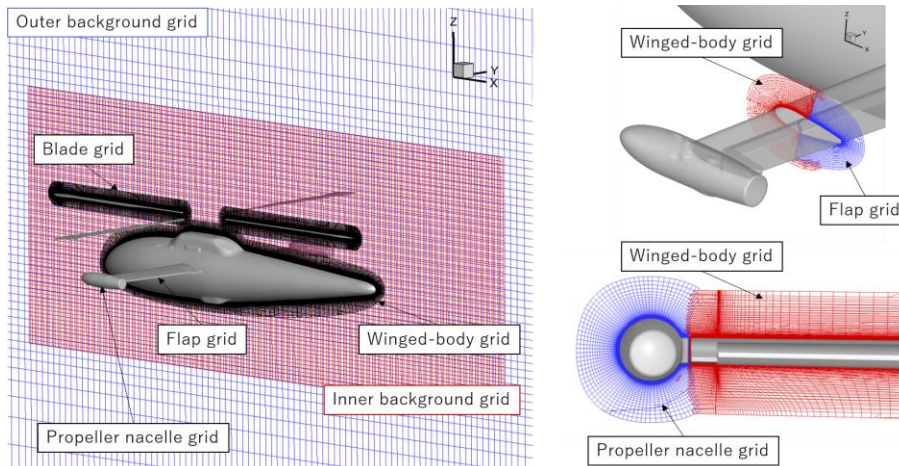 Outer background grid
Z
Y
X
Blade grid
Flap grid
Winged-body grid
Inner background grid
Propeller nacelle grid
Z
Y
X
Winged-body grid
Flap grid
Winged-body grid
Propeller nacelle grid